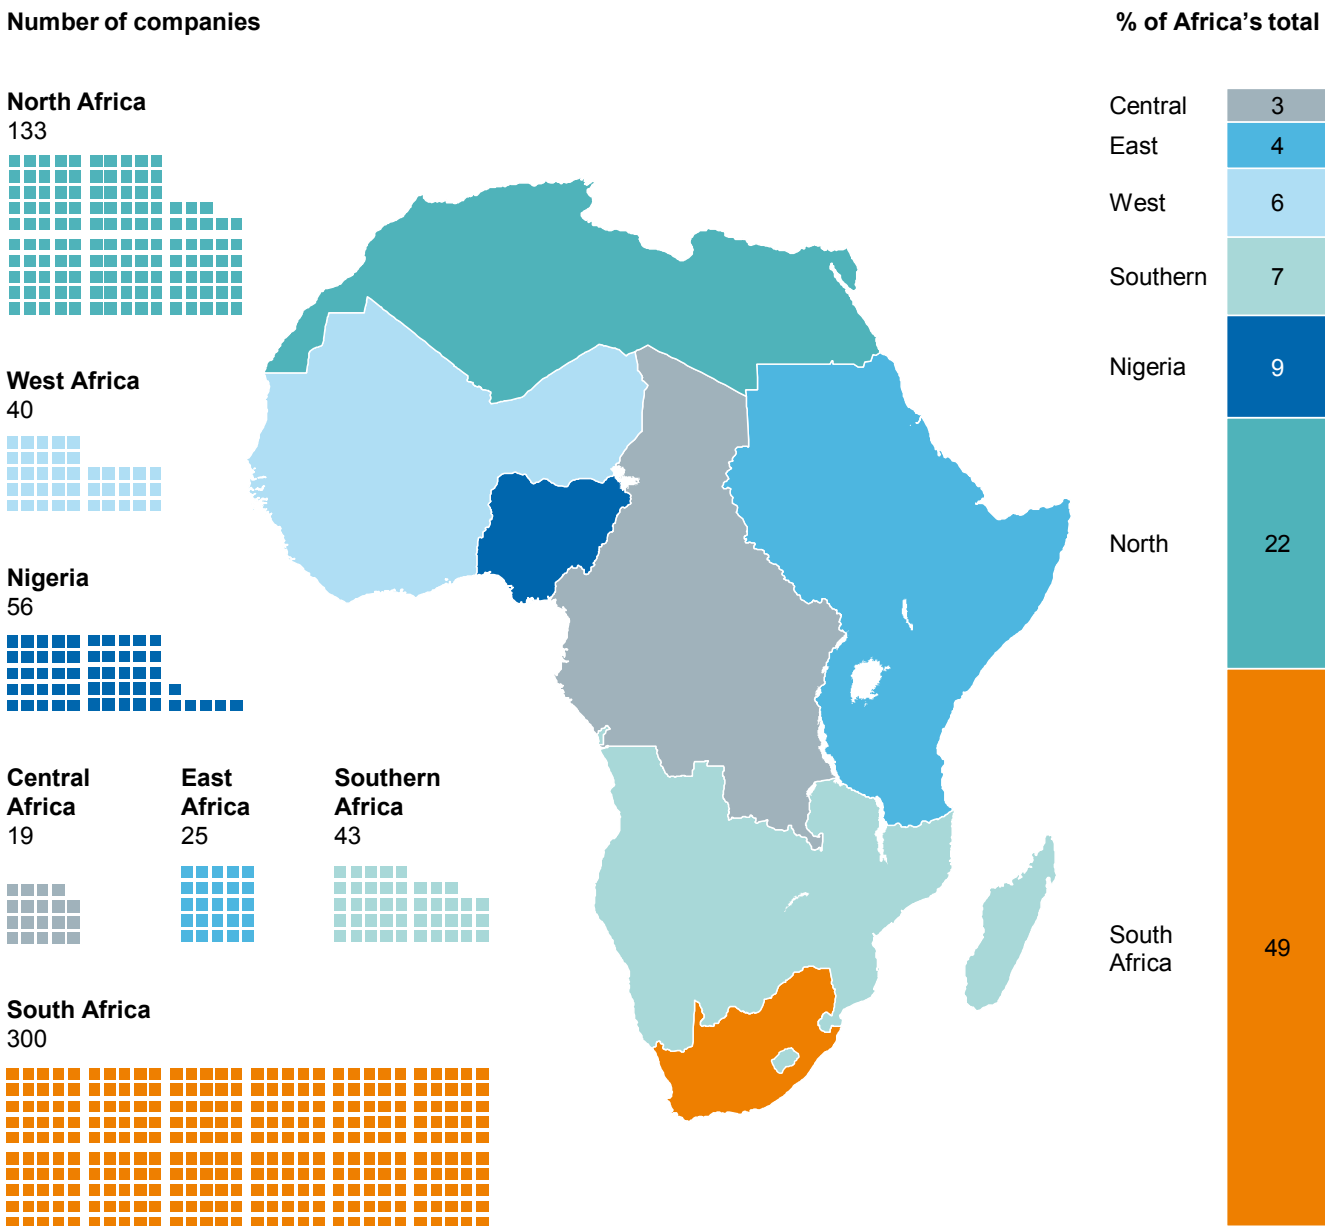 Number of companies
% of Africa’s total
North Africa
133
West Africa
40
Nigeria
56
Central
Africa
19
East
Africa
25
Southern
Africa
43
South Africa
300
Central
3
East
4
West
6
Southern
7
Nigeria
9
North
22
South
Africa
49